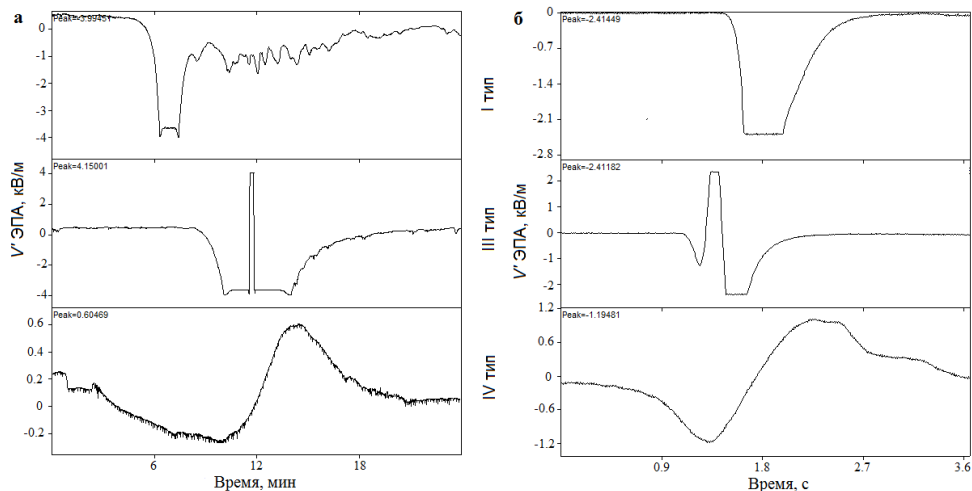 а
Peak=-3.99451
0
-1
-2
-3
-4
Peak=4.15001
4
2
0
-2
-4
V' ЭПА, кВ/м
Peak=0.60469
0.6
0.4
0.2
0
-0.2
6
12
18
Время, мин
б
Peak=-2.41449
0
-0.7
-1.4
-2.1
-2.8
I тип
Peak=-2.41182
2
1
0
-1
-2
III тип
V' ЭПА, кВ/м
Peak=-1.19481
1.2
0.6
0
-0.6
-1.2
IV тип
0.9
1.8
2.7
3.6
Время, с